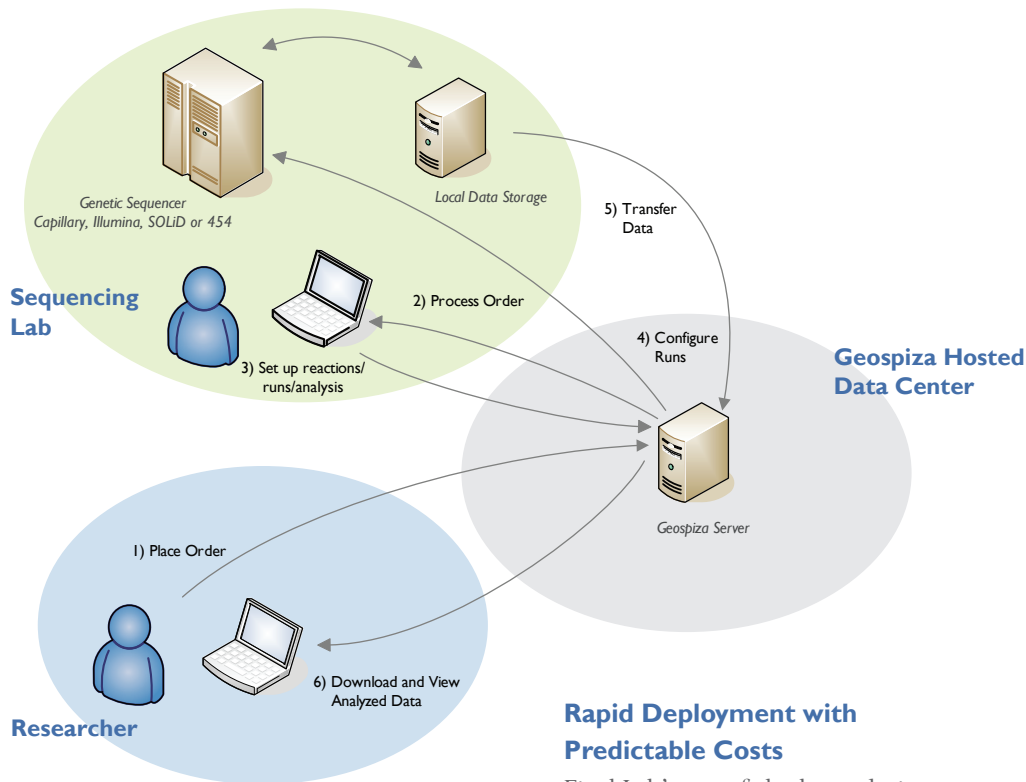 Genetic Sequencer
Capillary, Illumina, SOLiD or 454
Local Data Storage
5) Transfer
Data
Sequencing
Lab
2) Process Order
3) Set up reactions/
runs/analysis
4) Configure
Runs
Geospiza Hosted
Data Center
Geospiza Server
1) Place Order
6) Download and View
Analyzed Data
Researcher
Rapid Deployment with
Predictable Costs